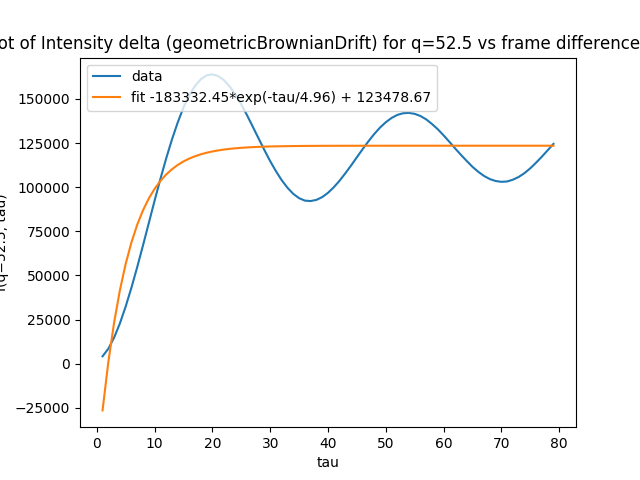 ot of Intensity delta (geometricBrownianDrift) for q=52.5 vs frame difference
data
fit -183332.45*exp(-tau/4.96) + 123478.67
150000
125000
100000
75000
50000
25000
0
−25000
0 10 20 30 40 50 60 70 80
tau
I(q=52.5, tau)